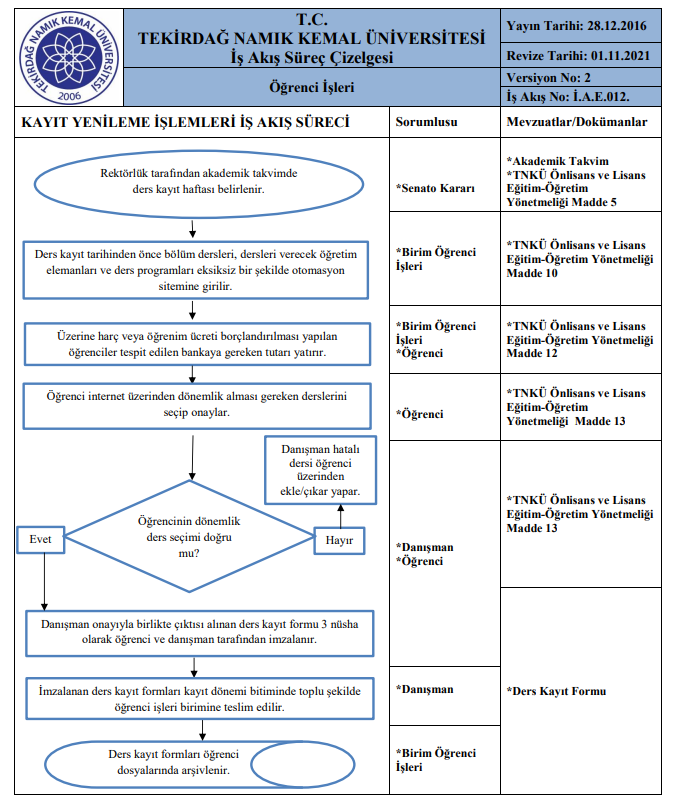 TEKİRDAĞ NAMIK KEMAL ÜNİVERSİTESİ
2006
T.C.
TEKİRDAĞ NAMIK KEMAL ÜNİVERSİTESİ
İş Akış Süreç Çizelgesi
Öğrenci İşleri
Yayın Tarihi: 28.12.2016
Revize Tarihi: 01.11.2021
Versiyon No: 2
İş Akış No: İ.A.E.012.
KAYIT YENİLEME İŞLEMLERİ İŞ AKIŞ SÜRECİ
Sorumlusu
Mevzuatlar/Dokümanlar
Rektörlük tarafından akademik takvimde
ders kayıt haftası belirlenir.
*Senato Kararı
*Akademik Takvim
*TNKÜ Önlisans ve Lisans
Eğitim-Öğretim
Yönetmeliği Madde 5
Ders kayıt tarihinden önce bölüm dersleri, dersleri verecek öğretim
elemanları ve ders programları eksiksiz bir şekilde otomasyon
sitemine girilir.
*Birim Öğrenci
İşleri
*TNKÜ Önlisans ve Lisans
Eğitim-Öğretim Yönetmeliği
Madde 10
Üzerine harç veya öğrenim ücreti borçlandırılması yapılan
öğrenciler tespit edilen bankaya gereken tutarı yatırır.
*Birim Öğrenci
İşleri
*Öğrenci
*TNKÜ Önlisans ve Lisans
Eğitim-Öğretim Yönetmeliği
Madde 12
Öğrenci internet üzerinden dönemlik alması gereken derslerini
seçip onaylar.
*Öğrenci
*TNKÜ Önlisans ve Lisans
Eğitim-Öğretim
Yönetmeliği Madde 13
Danışman hatalı
dersi öğrenci
üzerinden
ekle/çıkar yapar.
Öğrencinin dönemlik
ders seçimi doğru
mu?
Evet
Hayır
*Danışman
*Öğrenci
*TNKÜ Önlisans ve Lisans
Eğitim-Öğretim Yönetmeliği
Madde 13
Danışman onayıyla birlikte çıktısı alınan ders kayıt formu 3 nüsha
olarak öğrenci ve danışman tarafından imzalanır.
İmzalanan ders kayıt formları kayıt dönemi bitiminde toplu şekilde
öğrenci işleri birimine teslim edilir.
*Danışman
*Ders Kayıt Formu
Ders kayıt formları öğrenci
dosyalarında arşivlenir.
*Birim Öğrenci
İşleri